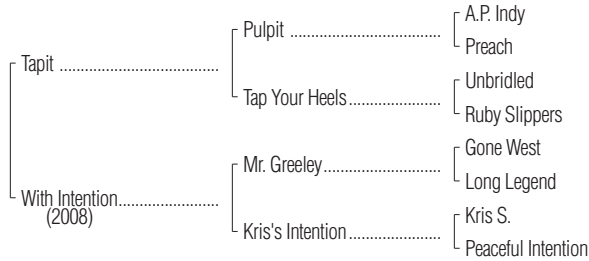 A.P. Indy
Pulpit ........................
Preach
Tapit ....................................
Unbridled
Tap Your Heels.....................
Ruby Slippers
Gone West
Mr. Greeley...........................
Long Legend
With Intention.......................
(2008)
Kris S.
Kris's Intention .....................
Peaceful Intention